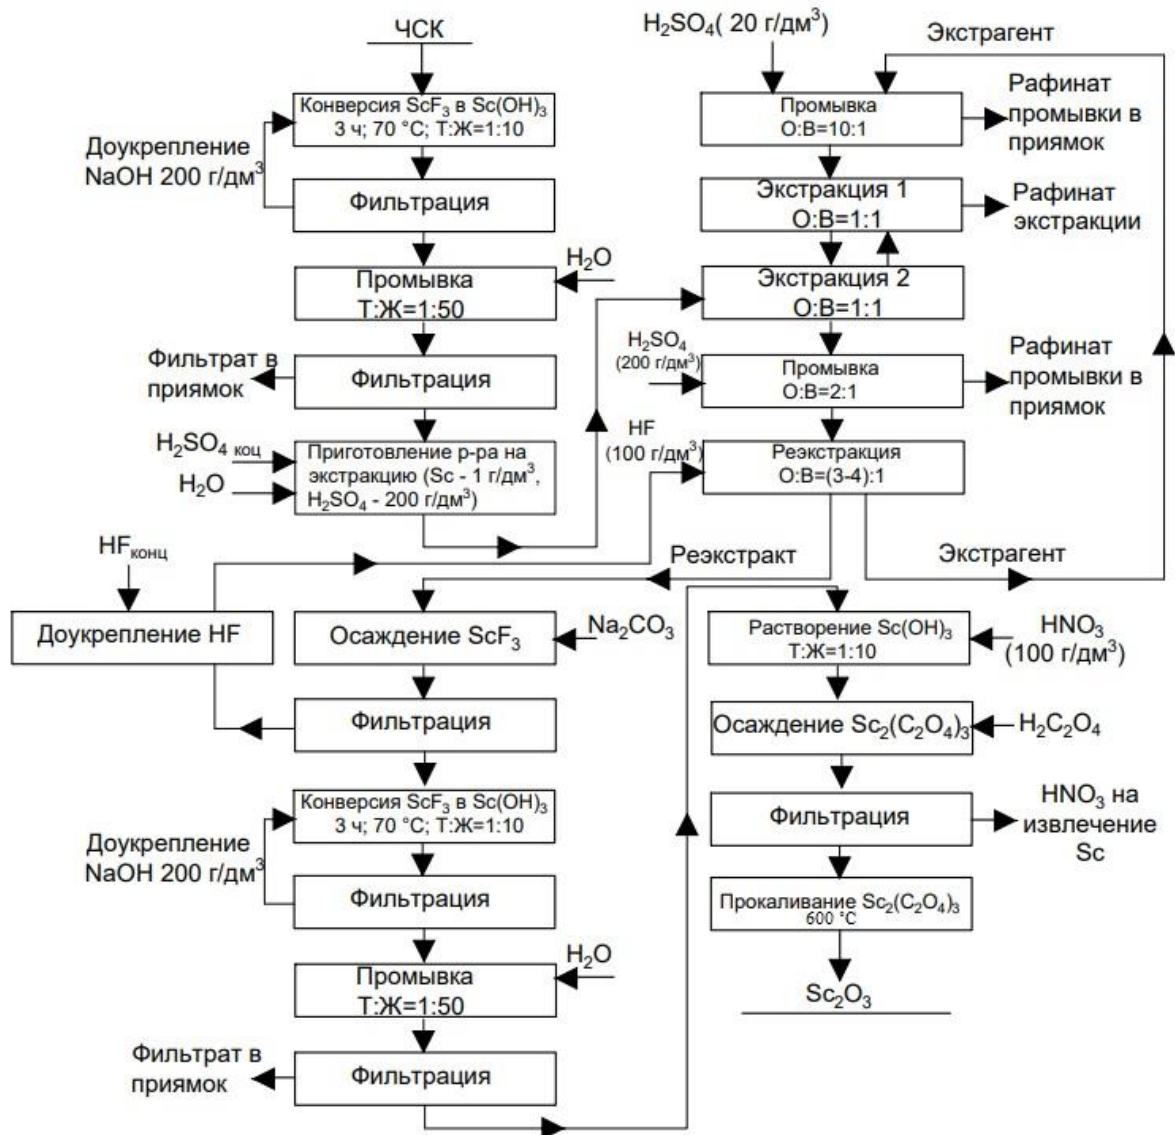 ЧСК
Конверсия ScF₃ в Sc(OH)₃
3 ч; 70 °C; Т:Ж=1:10
Доукрепление
NaOH 200 г/дм³
Фильтрация
H₂O
Промывка
Т:Ж=1:50
Фильтрат в
приямок
Фильтрация
H₂SO₄ коц
H₂O
Приготовление р-ра на
экстракцию (Sc - 1 г/дм³,
H₂SO₄ - 200 г/дм³)
H₂SO₄( 20 г/дм³)
Экстрагент
Промывка
О:В=10:1
Рафинат
промывки в
приямок
Экстракция 1
О:В=1:1
Рафинат
экстракции
Экстракция 2
О:В=1:1
H₂SO₄
(200 г/дм³)
Промывка
О:В=2:1
Рафинат
промывки в
приямок
HF
(100 г/дм³)
Реэкстракция
О:В=(3-4):1
Реэкстракт
Экстрагент
HFконц
Доукрепление HF
Осаждение ScF₃
Na₂CO₃
Фильтрация
Конверсия ScF₃ в Sc(OH)₃
3 ч; 70 °C; Т:Ж=1:10
Доукрепление
NaOH 200 г/дм³
Фильтрация
H₂O
Промывка
Т:Ж=1:50
Фильтрат в
приямок
Фильтрация
Растворение Sc(OH)₃
Т:Ж=1:10
HNO₃
(100 г/дм³)
Осаждение Sc₂(C₂O₄)₃
H₂C₂O₄
Фильтрация
HNO₃ на
извлечение
Sc
Прокаливание Sc₂(C₂O₄)₃
600 °C
Sc₂O₃